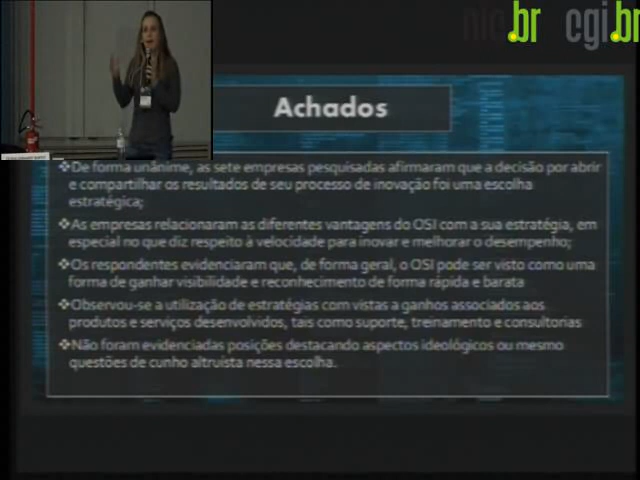 nic.br cgi.br
Achados
❖De forma unânime, as sete empresas pesquisadas afirmaram que a decisão por abrir
e compartilhar os resultados de seu processo de inovação foi uma escolha
estratégica;
❖As empresas relacionaram as diferentes vantagens do OSI com a sua estratégia, em
especial no que diz respeito à velocidade para inovar e melhorar o desempenho;
❖Os respondentes evidenciaram que, de forma geral, o OSI pode ser visto como uma
forma de ganhar visibilidade e reconhecimento de forma rápida e barata
❖Observou-se a utilização de estratégias com vistas a ganhos associados aos
produtos e serviços desenvolvidos, tais como suporte, treinamento e consultorias
❖Não foram evidenciadas posições destacando aspectos ideológicos ou mesmo
questões de cunho altruista nessa escolha.